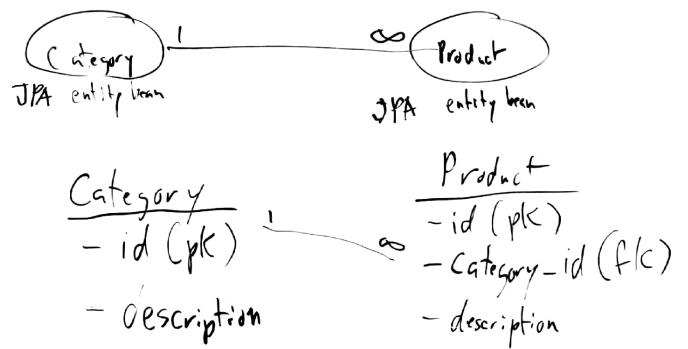 Category 1 ∞ Product
JPA entity bean
JPA entity bean
Category
- id (pk)
- description
1 ∞
Product
- id (pk)
- Category_id (fk)
- description